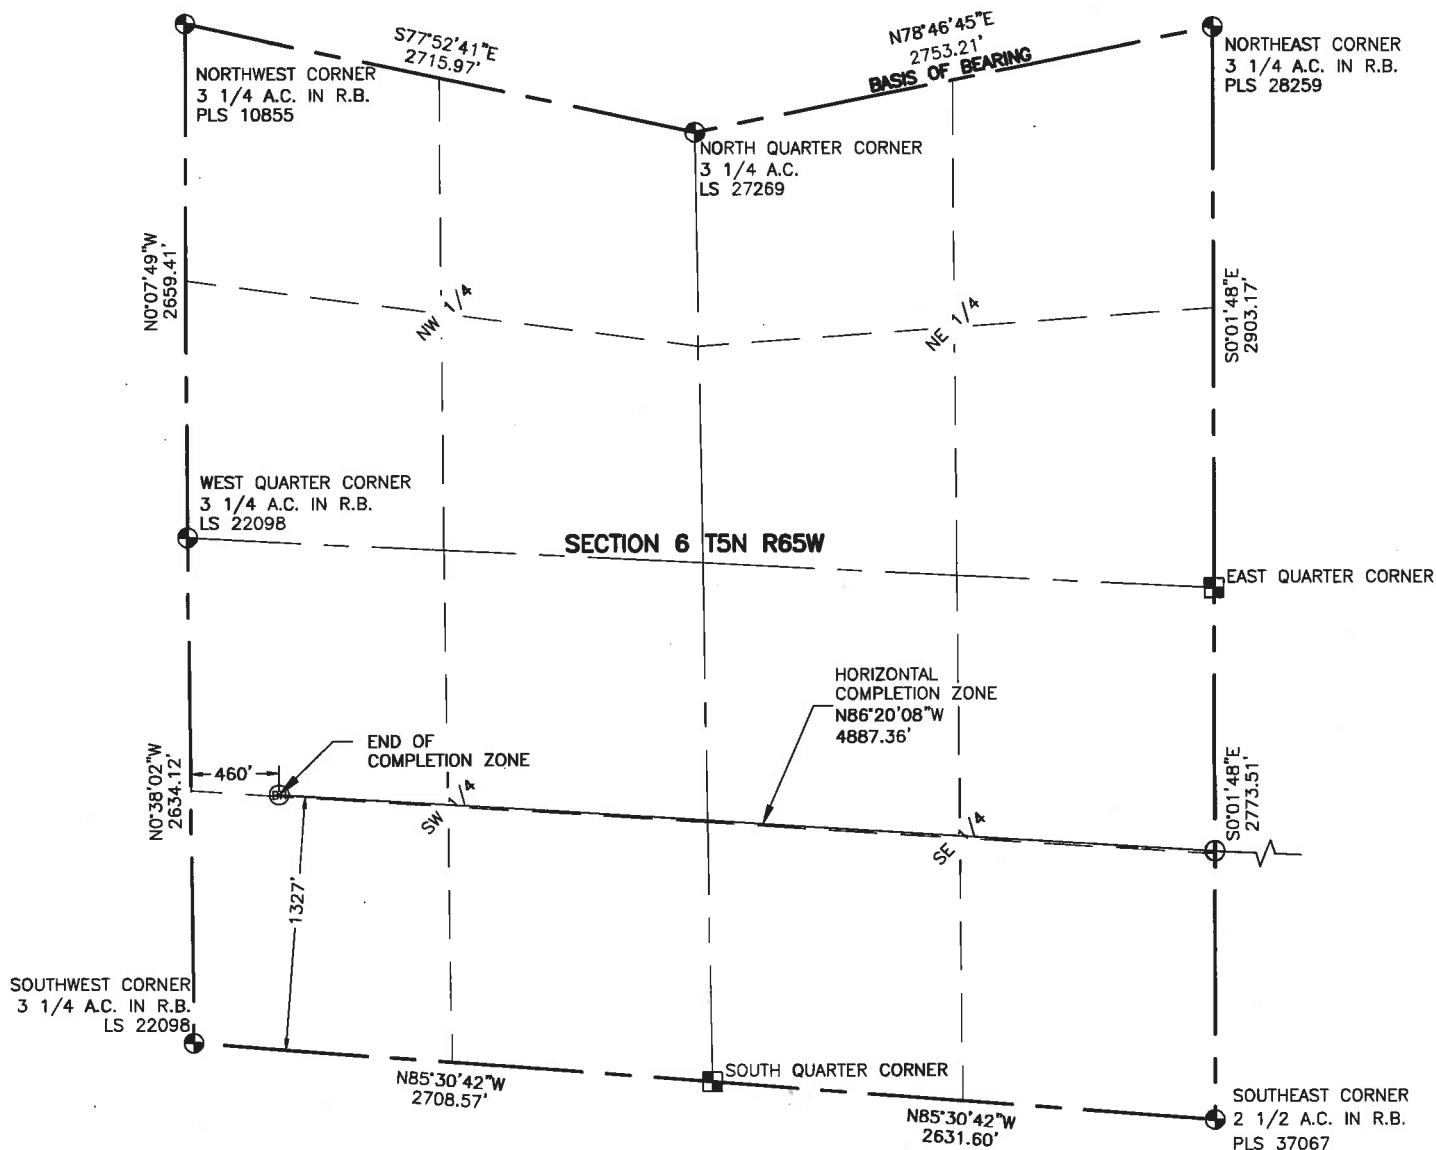 S77°52'41"E
2715.97'
N78°46'45"E
2753.21'
BASIS OF BEARING
NORTHWEST CORNER
3 1/4 A.C. IN R.B.
PLS 10855
NORTHEAST CORNER
3 1/4 A.C. IN R.B.
PLS 28259
NORTH QUARTER CORNER
3 1/4 A.C.
LS 27269
N0°07'49"W
2659.41'
NW 1/4
NE 1/4
S0°01'48"E
2903.17'
WEST QUARTER CORNER
3 1/4 A.C. IN R.B.
LS 22098
SECTION 6 T5N R65W
EAST QUARTER CORNER
HORIZONTAL
COMPLETION ZONE
N86°20'08"W
4887.36'
END OF
COMPLETION ZONE
460'
N0°38'02"W
2634.12'
SW 1/4
SE 1/4
S0°01'48"E
2773.51'
1327'
SOUTHWEST CORNER
3 1/4 A.C. IN R.B.
LS 22098
N85°30'42"W
2708.57'
SOUTH QUARTER CORNER
N85°30'42"W
2631.60'
SOUTHEAST CORNER
2 1/2 A.C. IN R.B.
PLS 37067